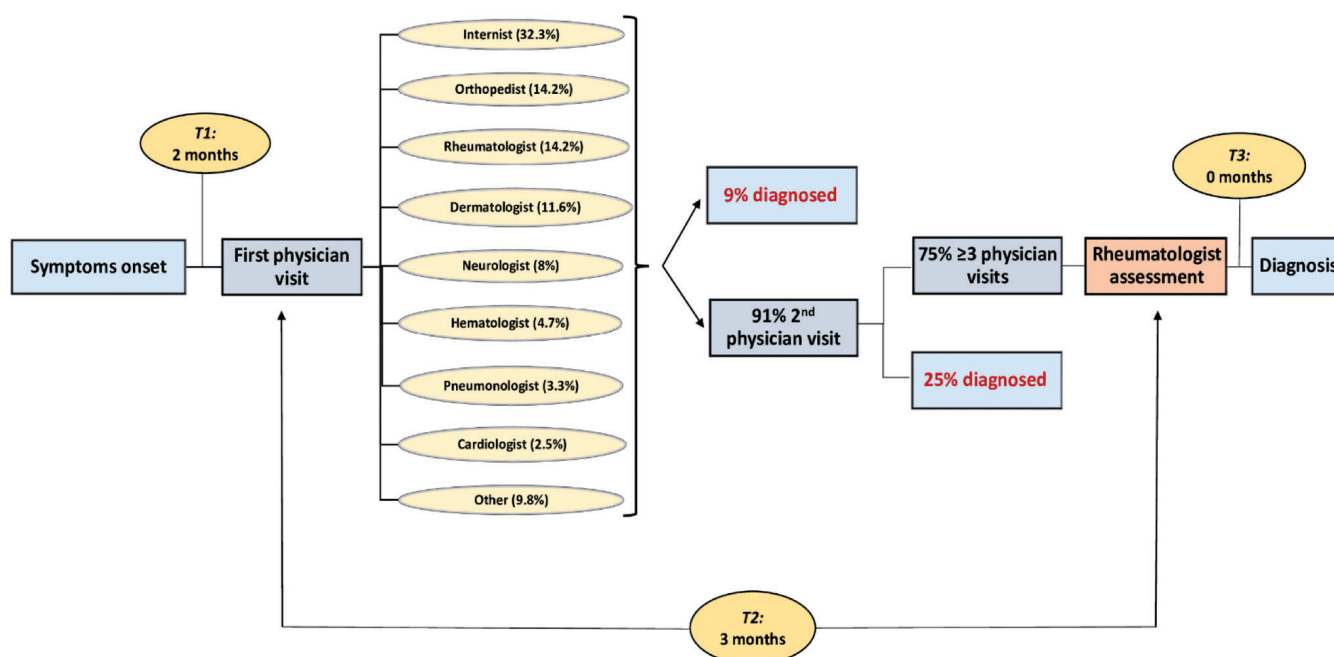 T1:
2 months
Symptoms onset
First physician
visit
Internist (32.3%)
Orthopedist (14.2%)
Rheumatologist (14.2%)
Dermatologist (11.6%)
Neurologist (8%)
Hematologist (4.7%)
Pneumonologist (3.3%)
Cardiologist (2.5%)
Other (9.8%)
9% diagnosed
91% 2nd
physician visit
75% ≥3 physician
visits
25% diagnosed
Rheumatologist
assessment
T3:
0 months
Diagnosis
T2:
3 months